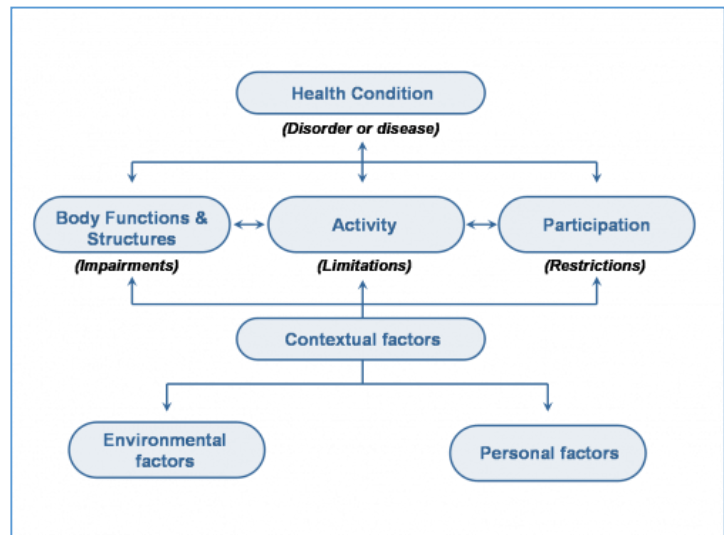 Health Condition
(Disorder or disease)
Body Functions &
Structures
(Impairments)
Activity
(Limitations)
Participation
(Restrictions)
Contextual factors
Environmental
factors
Personal factors